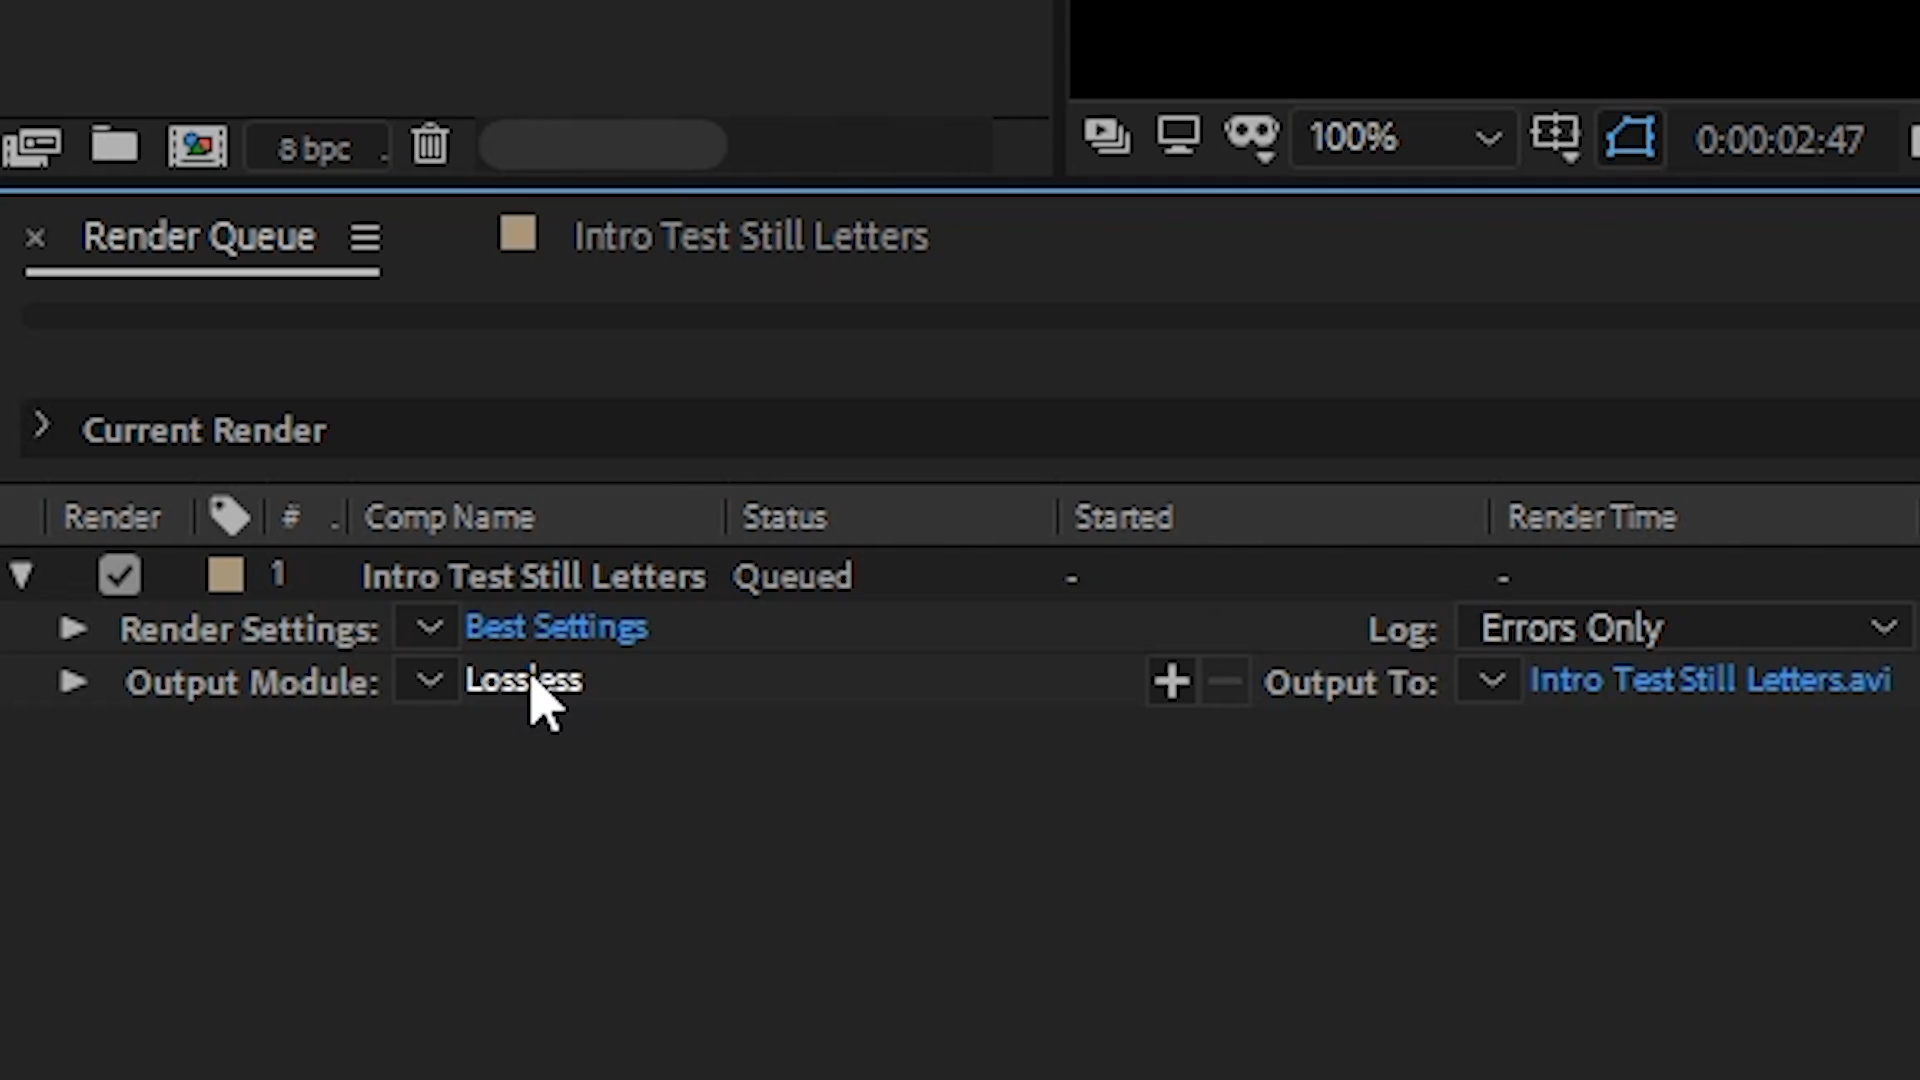 8 bpc
100%
0:00:02:47
Render Queue
Intro Test Still Letters
Current Render
Render # . Comp Name Status Started Render Time
1 Intro Test Still Letters Queued - -
Render Settings: Best Settings Log: Errors Only
Output Module: Lossless + - Output To: Intro Test Still Letters.avi